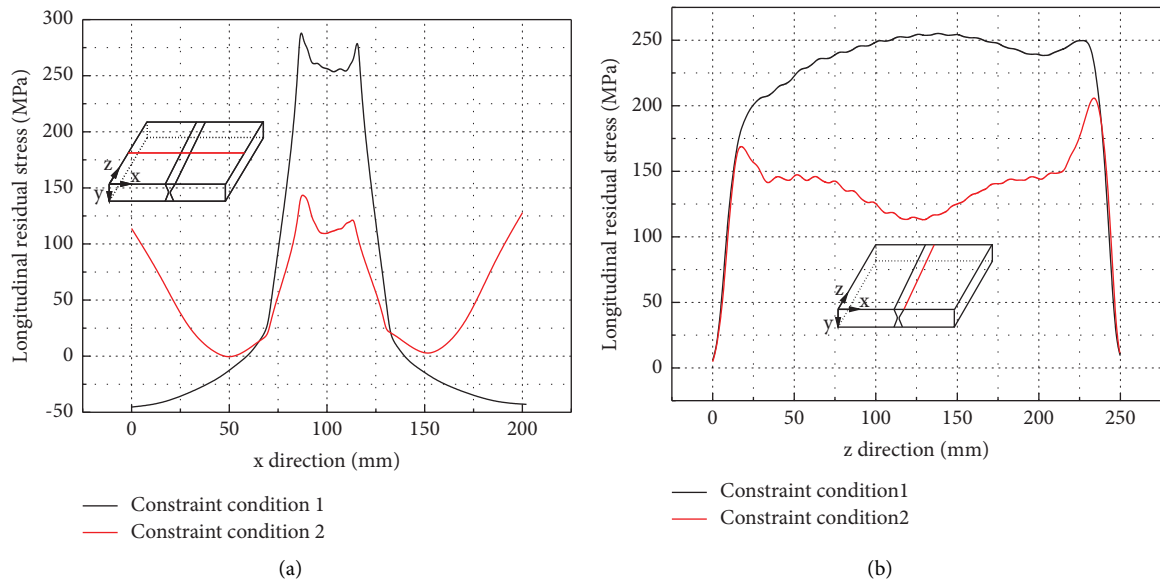 300
250
200
150
100
50
0
-50
Longitudinal residual stress (MPa)
z
x
y
0
50
100
150
200
x direction (mm)
Constraint condition 1
Constraint condition 2
(a)
250
200
150
100
50
0
Longitudinal residual stress (MPa)
z
x
y
0
50
100
150
200
250
z direction (mm)
Constraint condition1
Constraint condition2
(b)